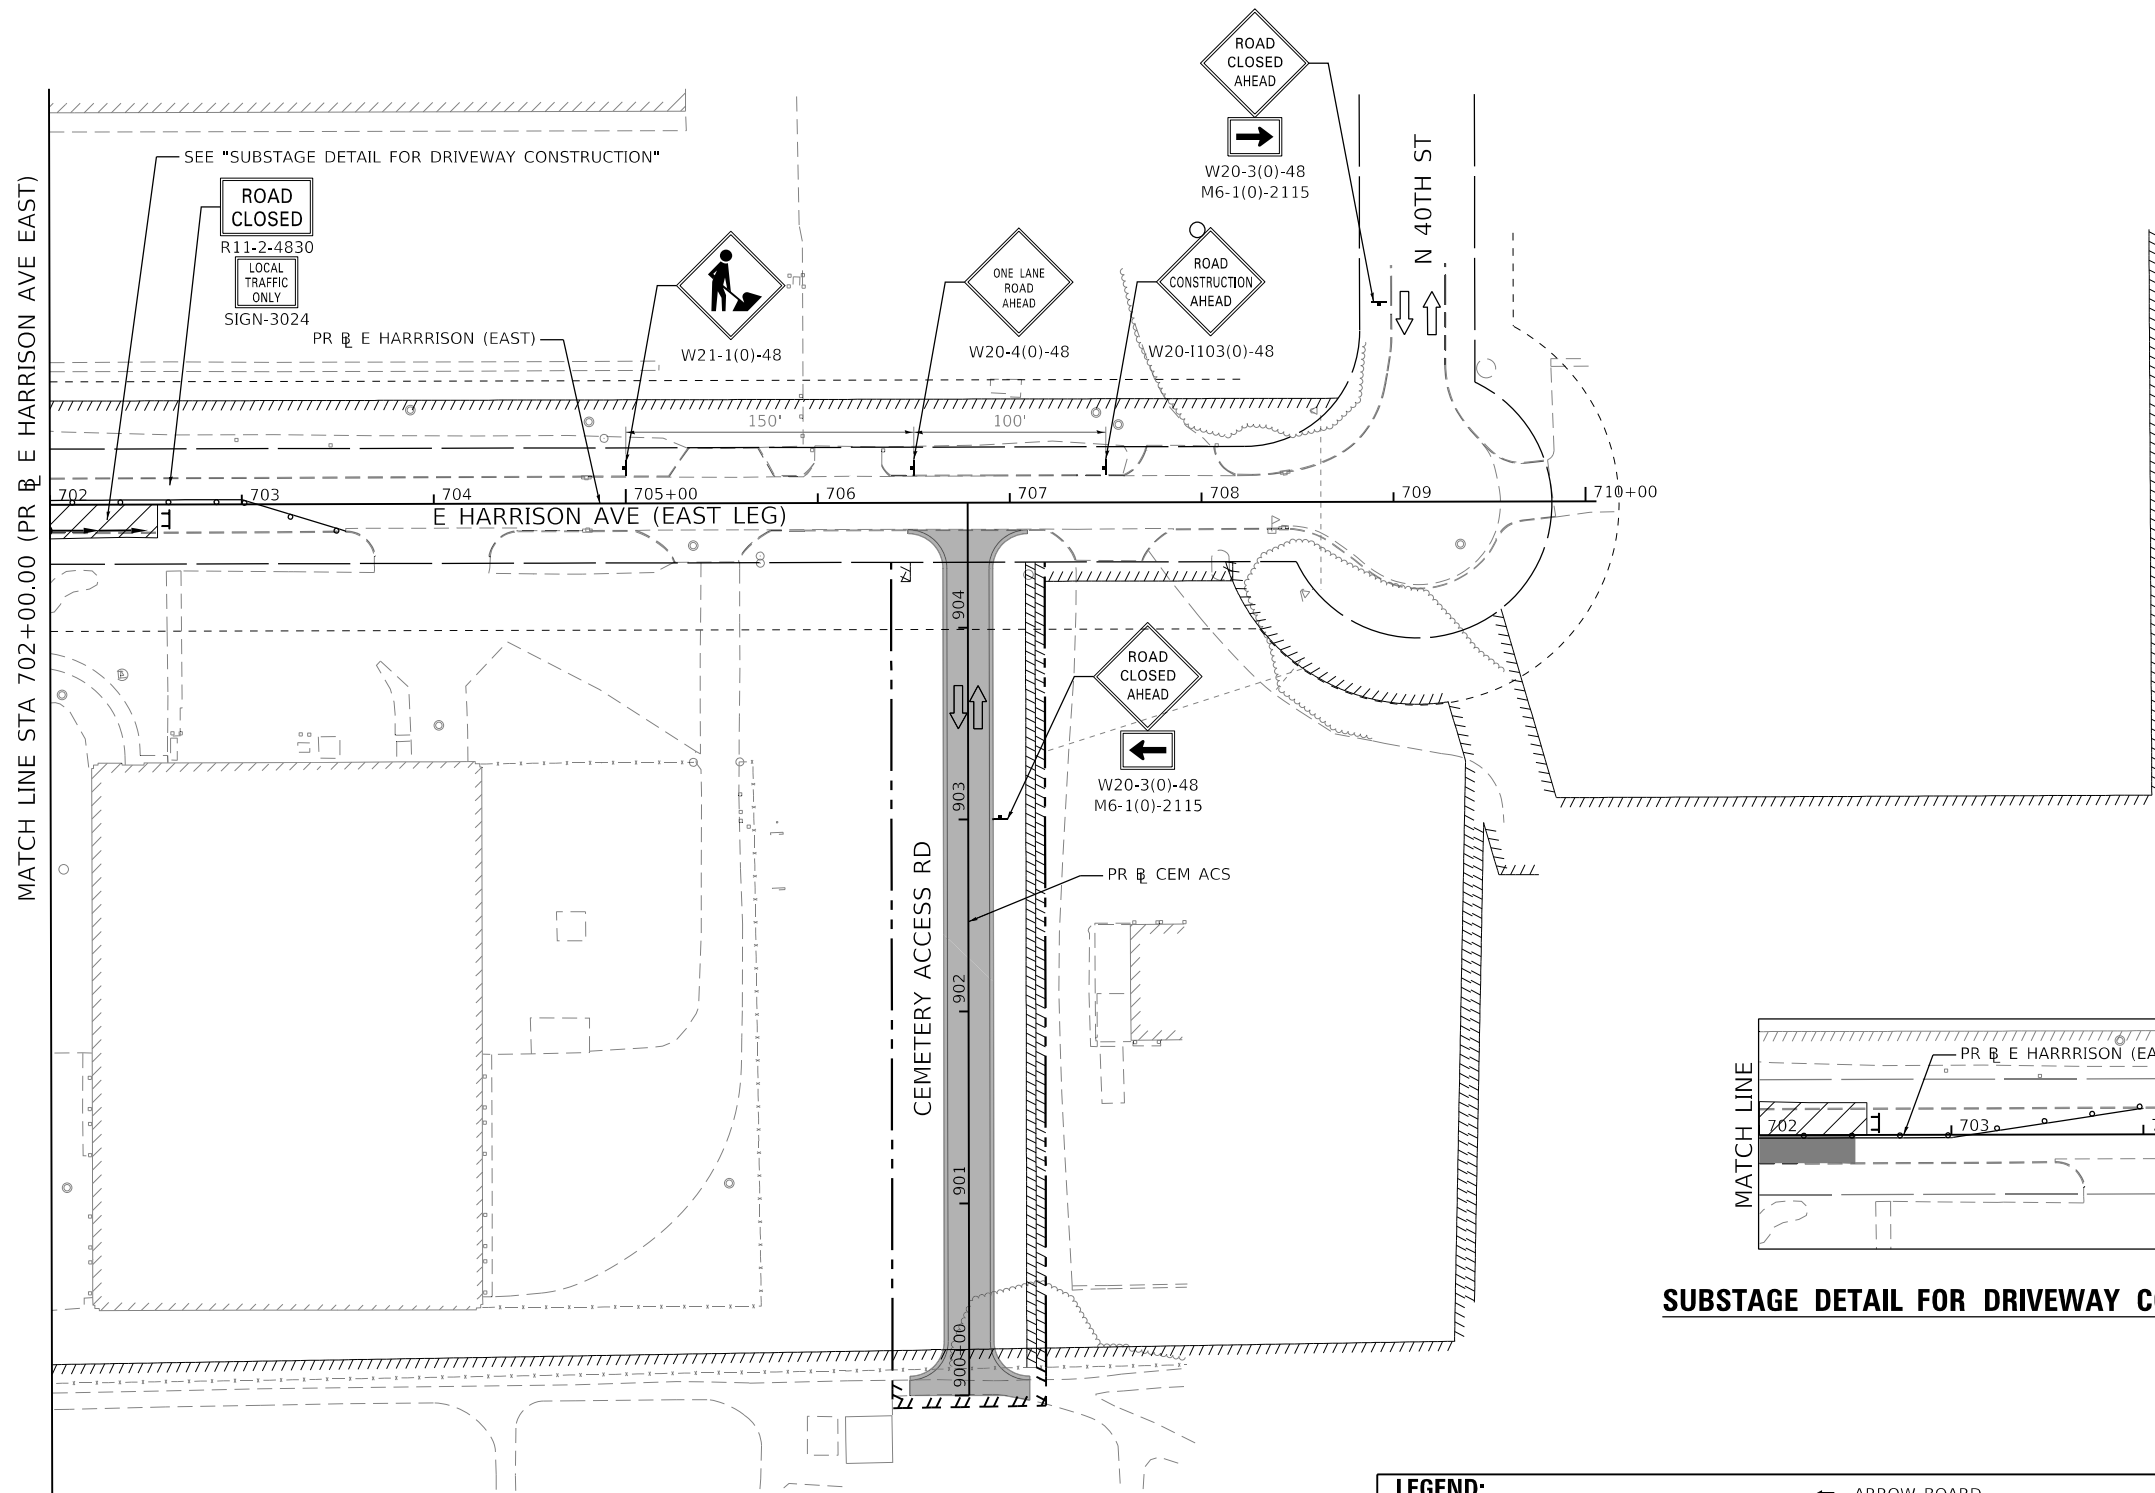 ROAD
CLOSED
AHEAD
W20-3(0)-48
M6-1(0)-2115
N 40TH ST
SEE "SUBSTAGE DETAIL FOR DRIVEWAY CONSTRUCTION"
ROAD
CLOSED
R11-2-4830
LOCAL
TRAFFIC
ONLY
SIGN-3024
PR BL E HARRRISON (EAST)
W21-1(0)-48
ONE LANE
ROAD
AHEAD
W20-4(0)-48
ROAD
CONSTRUCTION
AHEAD
W20-I103(0)-48
MATCH LINE STA 702+00.00 (PR BL E HARRISON AVE EAST)
150'
100'
702
703
704
705+00
706
707
708
709
710+00
E HARRISON AVE (EAST LEG)
904
903
902
901
900+00
ROAD
CLOSED
AHEAD
W20-3(0)-48
M6-1(0)-2115
PR BL CEM ACS
CEMETERY ACCESS RD
MATCH LINE
PR BL E HARRRISON (EA
702
703
SUBSTAGE DETAIL FOR DRIVEWAY C
LEGEND:
ARROW BOARD